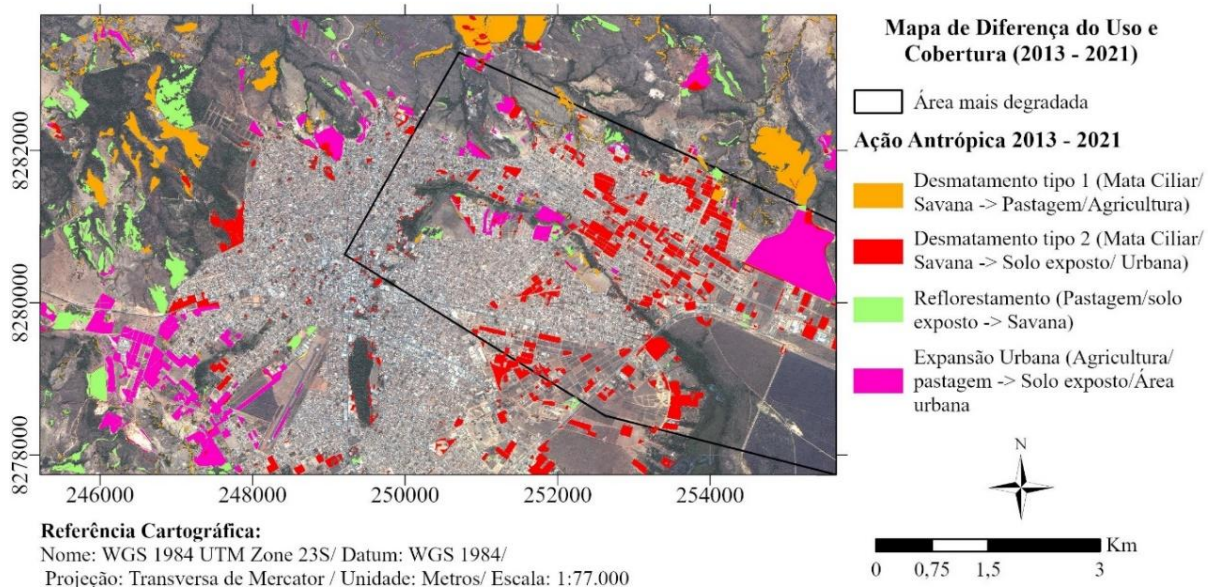 Mapa de Diferença do Uso e
Cobertura (2013 - 2021)
Área mais degradada
Ação Antrópica 2013 - 2021
Desmatamento tipo 1 (Mata Ciliar/
Savana -> Pastagem/Agricultura)
Desmatamento tipo 2 (Mata Ciliar/
Savana -> Solo exposto/ Urbana)
Reflorestamento (Pastagem/solo
exposto -> Savana)
Expansão Urbana (Agricultura/
pastagem -> Solo exposto/Área
urbana
N
Km
0 0,75 1,5 3
8282000
8280000
8278000
246000 248000 250000 252000 254000
Referência Cartográfica:
Nome: WGS 1984 UTM Zone 23S/ Datum: WGS 1984/
Projeção: Transversa de Mercator / Unidade: Metros/ Escala: 1:77.000